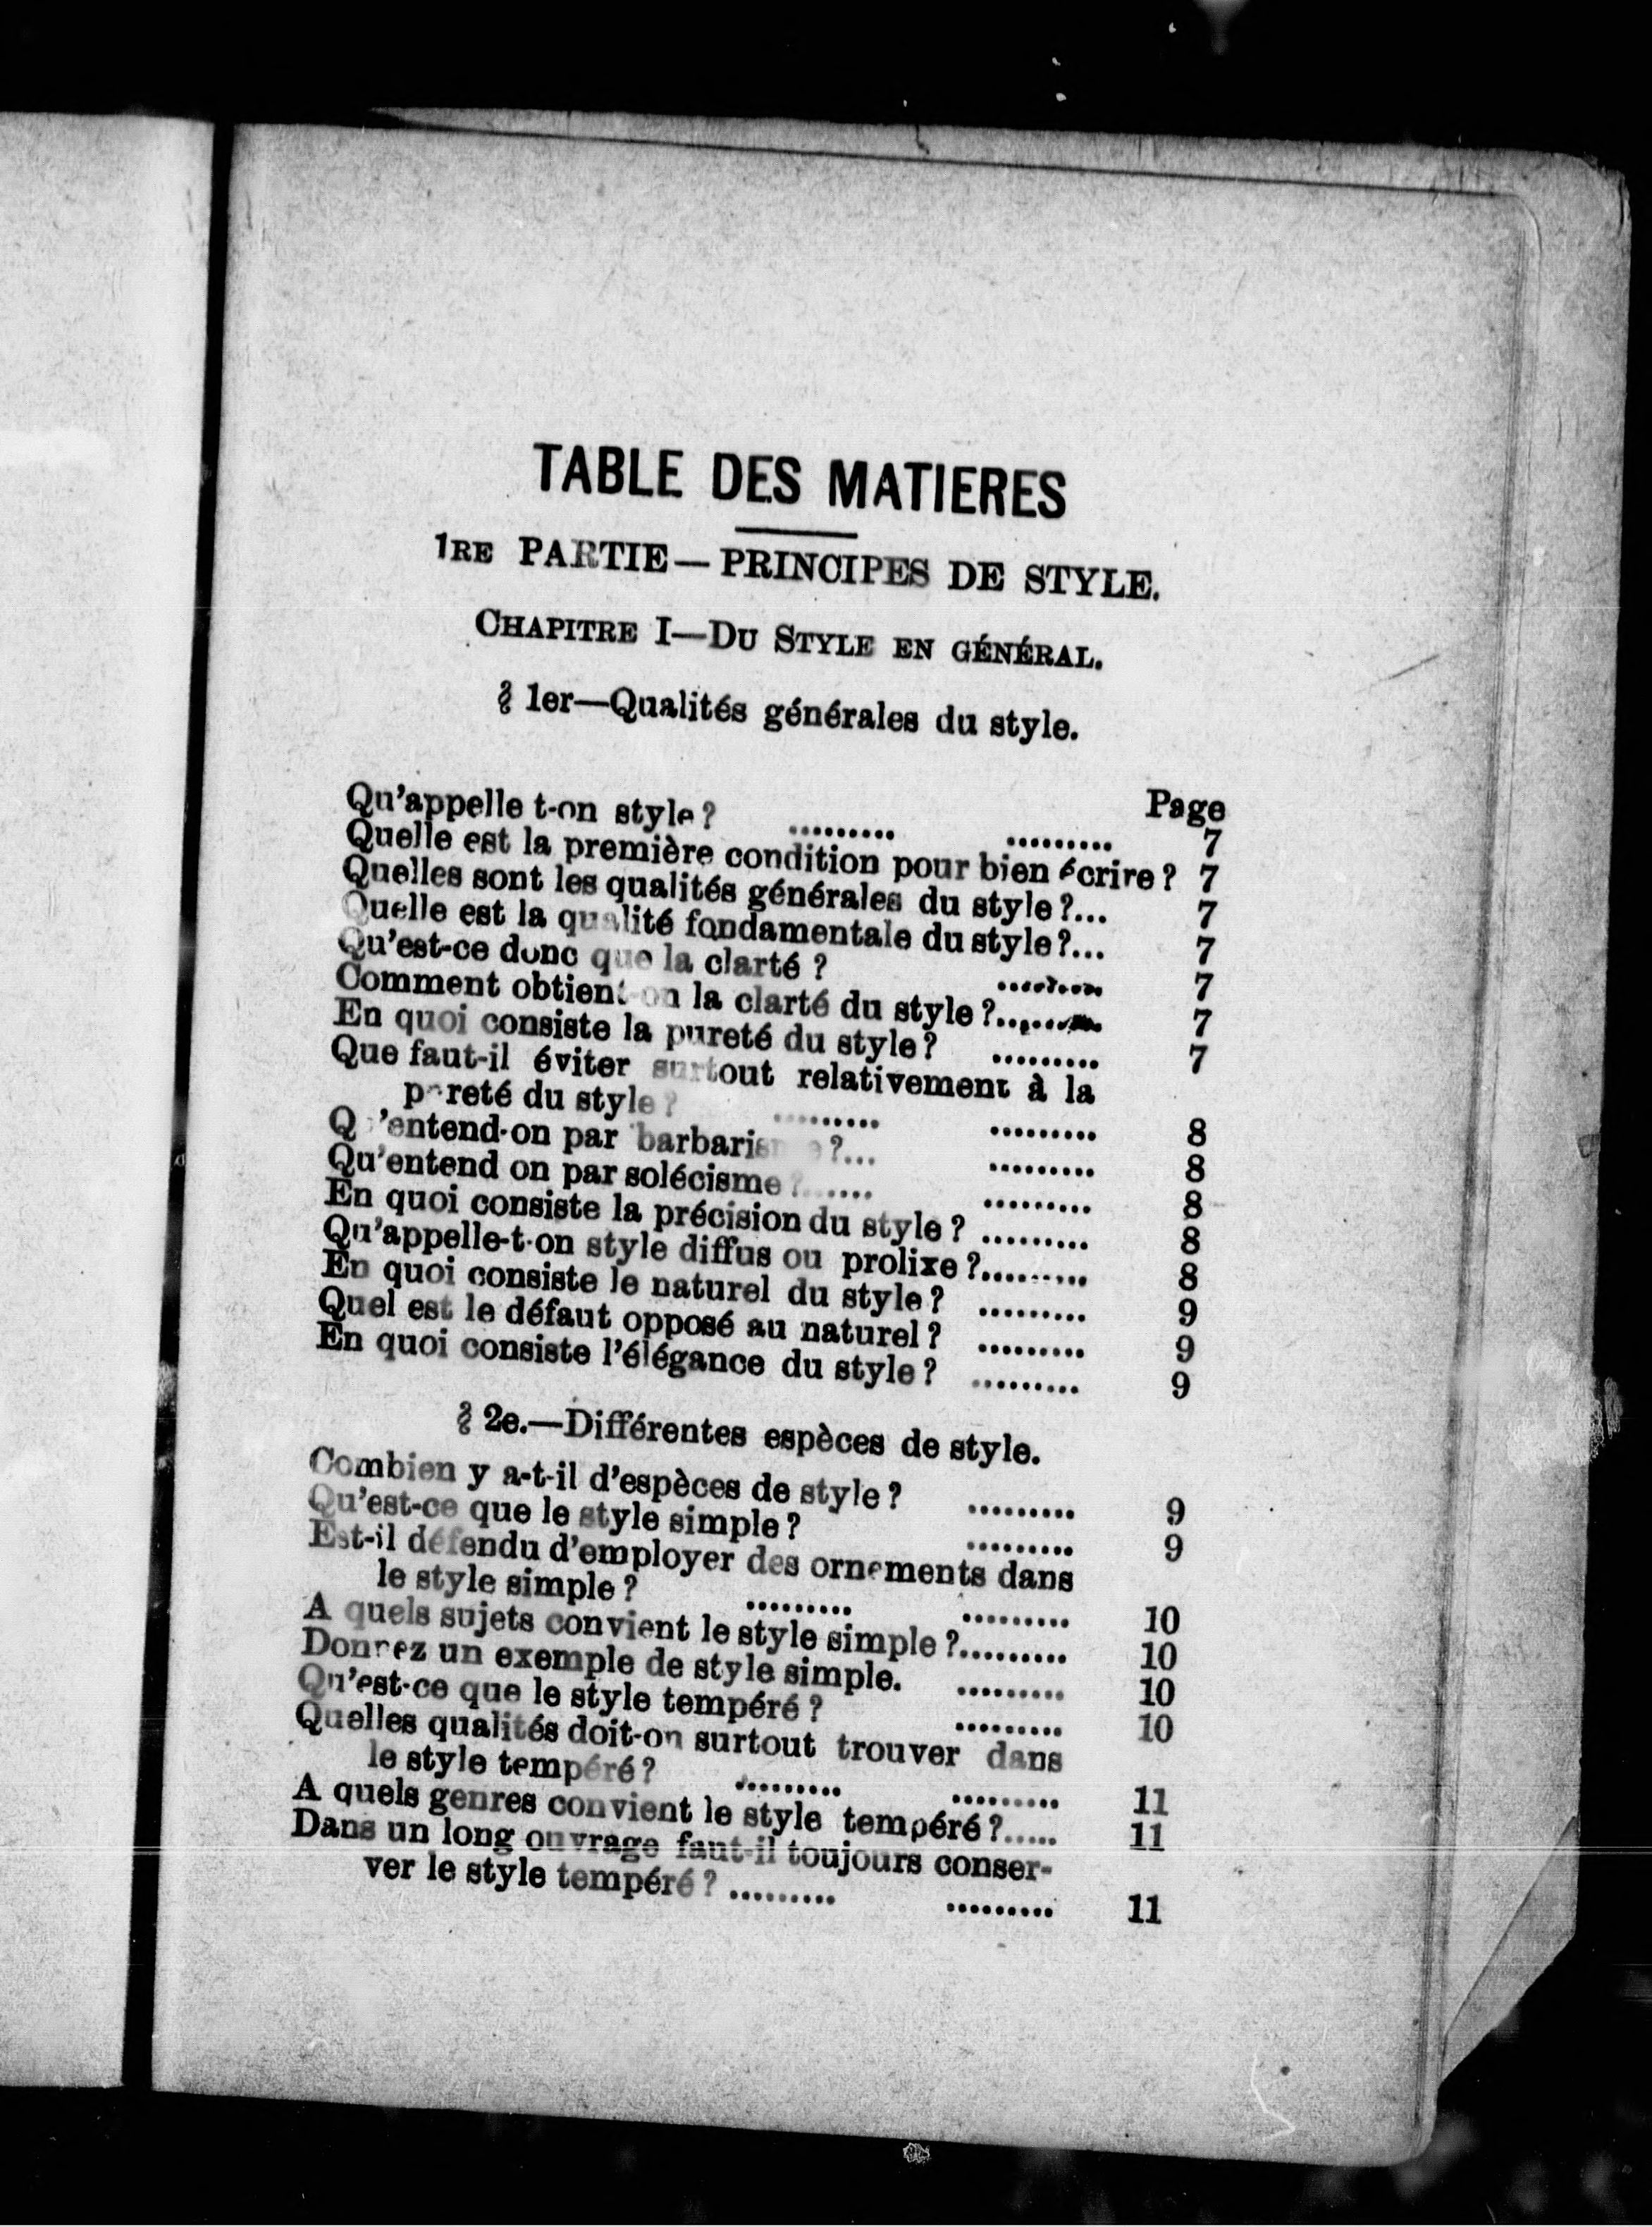 TABLE DES MATIERES
1RE PARTIE — PRINCIPES DE STYLE.
CHAPITRE I—DU STYLE EN GÉNÉRAL.
§ 1er—Qualités générales du style.
Page
Qu'appelle t-on style? ......... ......... 7
Quelle est la première condition pour bien écrire? 7
Quelles sont les qualités générales du style?... 7
Quelle est la qualité fondamentale du style?... 7
Qu'est-ce donc que la clarté? ......... 7
Comment obtient-on la clarté du style?......... 7
En quoi consiste la pureté du style? ......... 7
Que faut-il éviter surtout relativement à la
pureté du style? ......... ......... 8
Qu'entend-on par barbarisme?... ......... 8
Qu'entend on par solécisme?...... ......... 8
En quoi consiste la précision du style? ......... 8
Qu'appelle-t-on style diffus ou prolixe?......... 8
En quoi consiste le naturel du style? ......... 9
Quel est le défaut opposé au naturel? ......... 9
En quoi consiste l'élégance du style? ......... 9
§ 2e.—Différentes espèces de style.
Combien y a-t-il d'espèces de style? ......... 9
Qu'est-ce que le style simple? ......... 9
Est-il défendu d'employer des ornements dans
le style simple? ......... ......... 10
A quels sujets convient le style simple?......... 10
Donnez un exemple de style simple. ......... 10
Qu'est-ce que le style tempéré? ......... 10
Quelles qualités doit-on surtout trouver dans
le style tempéré? ......... ......... 11
A quels genres convient le style tempéré?..... 11
Dans un long ouvrage faut-il toujours conser-
ver le style tempéré? ......... ......... 11